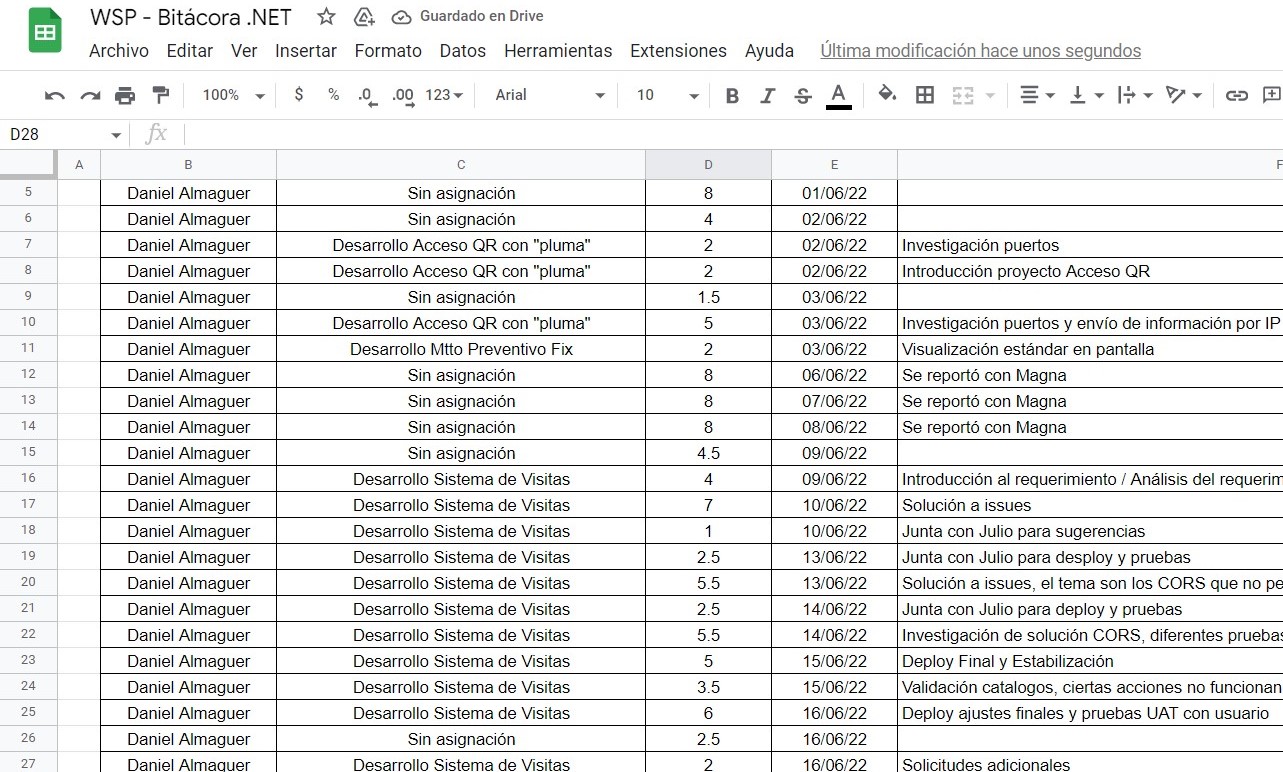 WSP - Bitácora .NET Guardado en Drive
Archivo Editar Ver Insertar Formato Datos Herramientas Extensiones Ayuda Última modificación hace unos segundos
100% $ % .0 .00 123 Arial 10 B I S A
D28 fx
A B C D E F
5 Daniel Almaguer Sin asignación 8 01/06/22
6 Daniel Almaguer Sin asignación 4 02/06/22
7 Daniel Almaguer Desarrollo Acceso QR con "pluma" 2 02/06/22 Investigación puertos
8 Daniel Almaguer Desarrollo Acceso QR con "pluma" 2 02/06/22 Introducción proyecto Acceso QR
9 Daniel Almaguer Sin asignación 1.5 03/06/22
10 Daniel Almaguer Desarrollo Acceso QR con "pluma" 5 03/06/22 Investigación puertos y envío de información por IP
11 Daniel Almaguer Desarrollo Mtto Preventivo Fix 2 03/06/22 Visualización estándar en pantalla
12 Daniel Almaguer Sin asignación 8 06/06/22 Se reportó con Magna
13 Daniel Almaguer Sin asignación 8 07/06/22 Se reportó con Magna
14 Daniel Almaguer Sin asignación 8 08/06/22 Se reportó con Magna
15 Daniel Almaguer Sin asignación 4.5 09/06/22
16 Daniel Almaguer Desarrollo Sistema de Visitas 4 09/06/22 Introducción al requerimiento / Análisis del requerim
17 Daniel Almaguer Desarrollo Sistema de Visitas 7 10/06/22 Solución a issues
18 Daniel Almaguer Desarrollo Sistema de Visitas 1 10/06/22 Junta con Julio para sugerencias
19 Daniel Almaguer Desarrollo Sistema de Visitas 2.5 13/06/22 Junta con Julio para desploy y pruebas
20 Daniel Almaguer Desarrollo Sistema de Visitas 5.5 13/06/22 Solución a issues, el tema son los CORS que no pe
21 Daniel Almaguer Desarrollo Sistema de Visitas 2.5 14/06/22 Junta con Julio para deploy y pruebas
22 Daniel Almaguer Desarrollo Sistema de Visitas 5.5 14/06/22 Investigación de solución CORS, diferentes pruebas
23 Daniel Almaguer Desarrollo Sistema de Visitas 5 15/06/22 Deploy Final y Estabilización
24 Daniel Almaguer Desarrollo Sistema de Visitas 3.5 15/06/22 Validación catalogos, ciertas acciones no funcionan
25 Daniel Almaguer Desarrollo Sistema de Visitas 6 16/06/22 Deploy ajustes finales y pruebas UAT con usuario
26 Daniel Almaguer Sin asignación 2.5 16/06/22
27 Daniel Almaguer Desarrollo Sistema de Visitas 2 16/06/22 Solicitudes adicionales